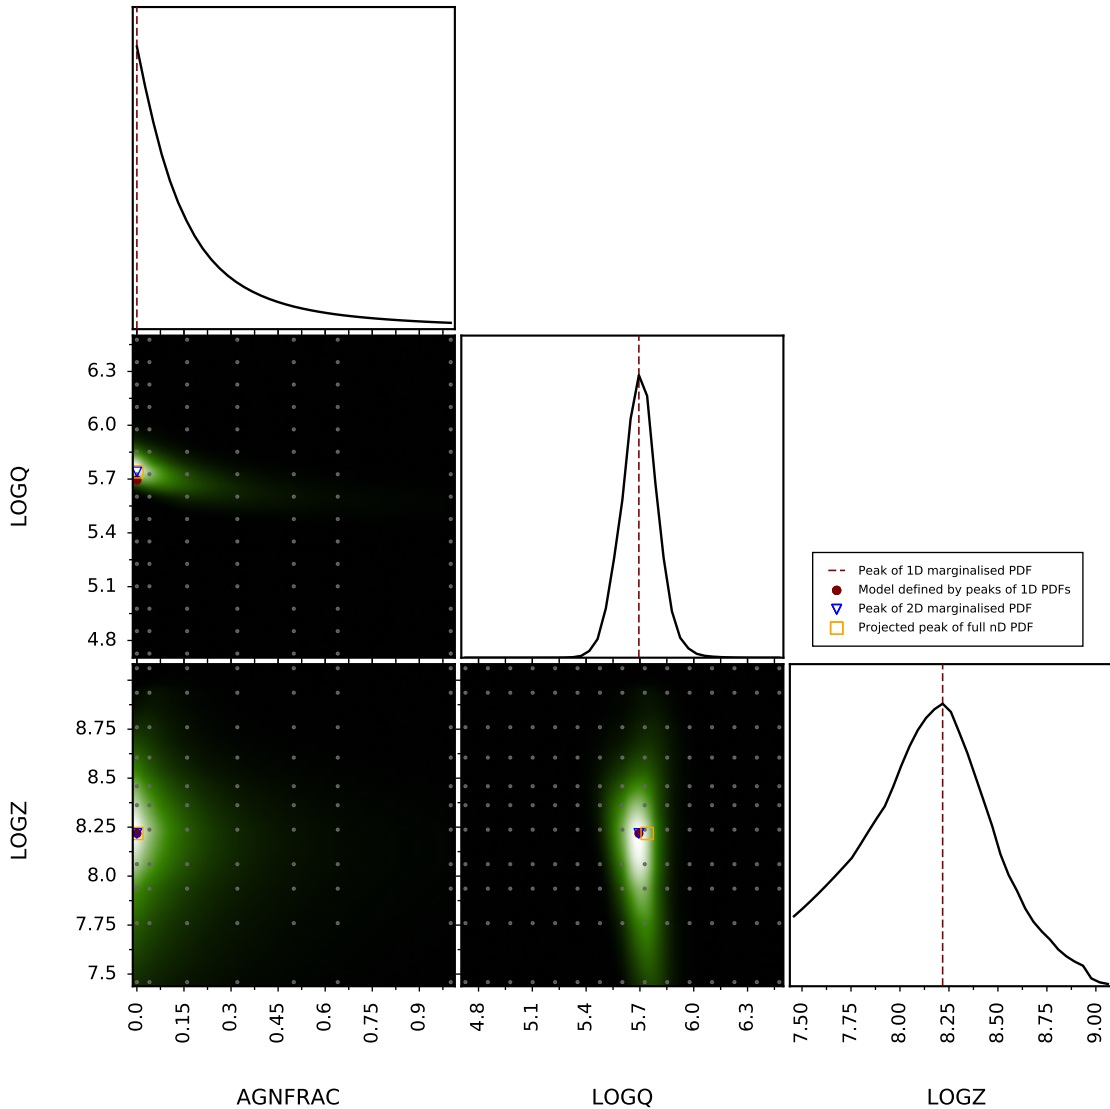 6.3
6.0
5.7
5.4
5.1
4.8
LOGQ
Peak of 1D marginalised PDF
Model defined by peaks of 1D PDFs
Peak of 2D marginalised PDF
Projected peak of full nD PDF
8.75
8.5
8.25
8.0
7.75
7.5
LOGZ
0.0 0.15 0.3 0.45 0.6 0.75 0.9
4.8 5.1 5.4 5.7 6.0 6.3
7.50 7.75 8.00 8.25 8.50 8.75 9.00
AGNFRAC LOGQ LOGZ